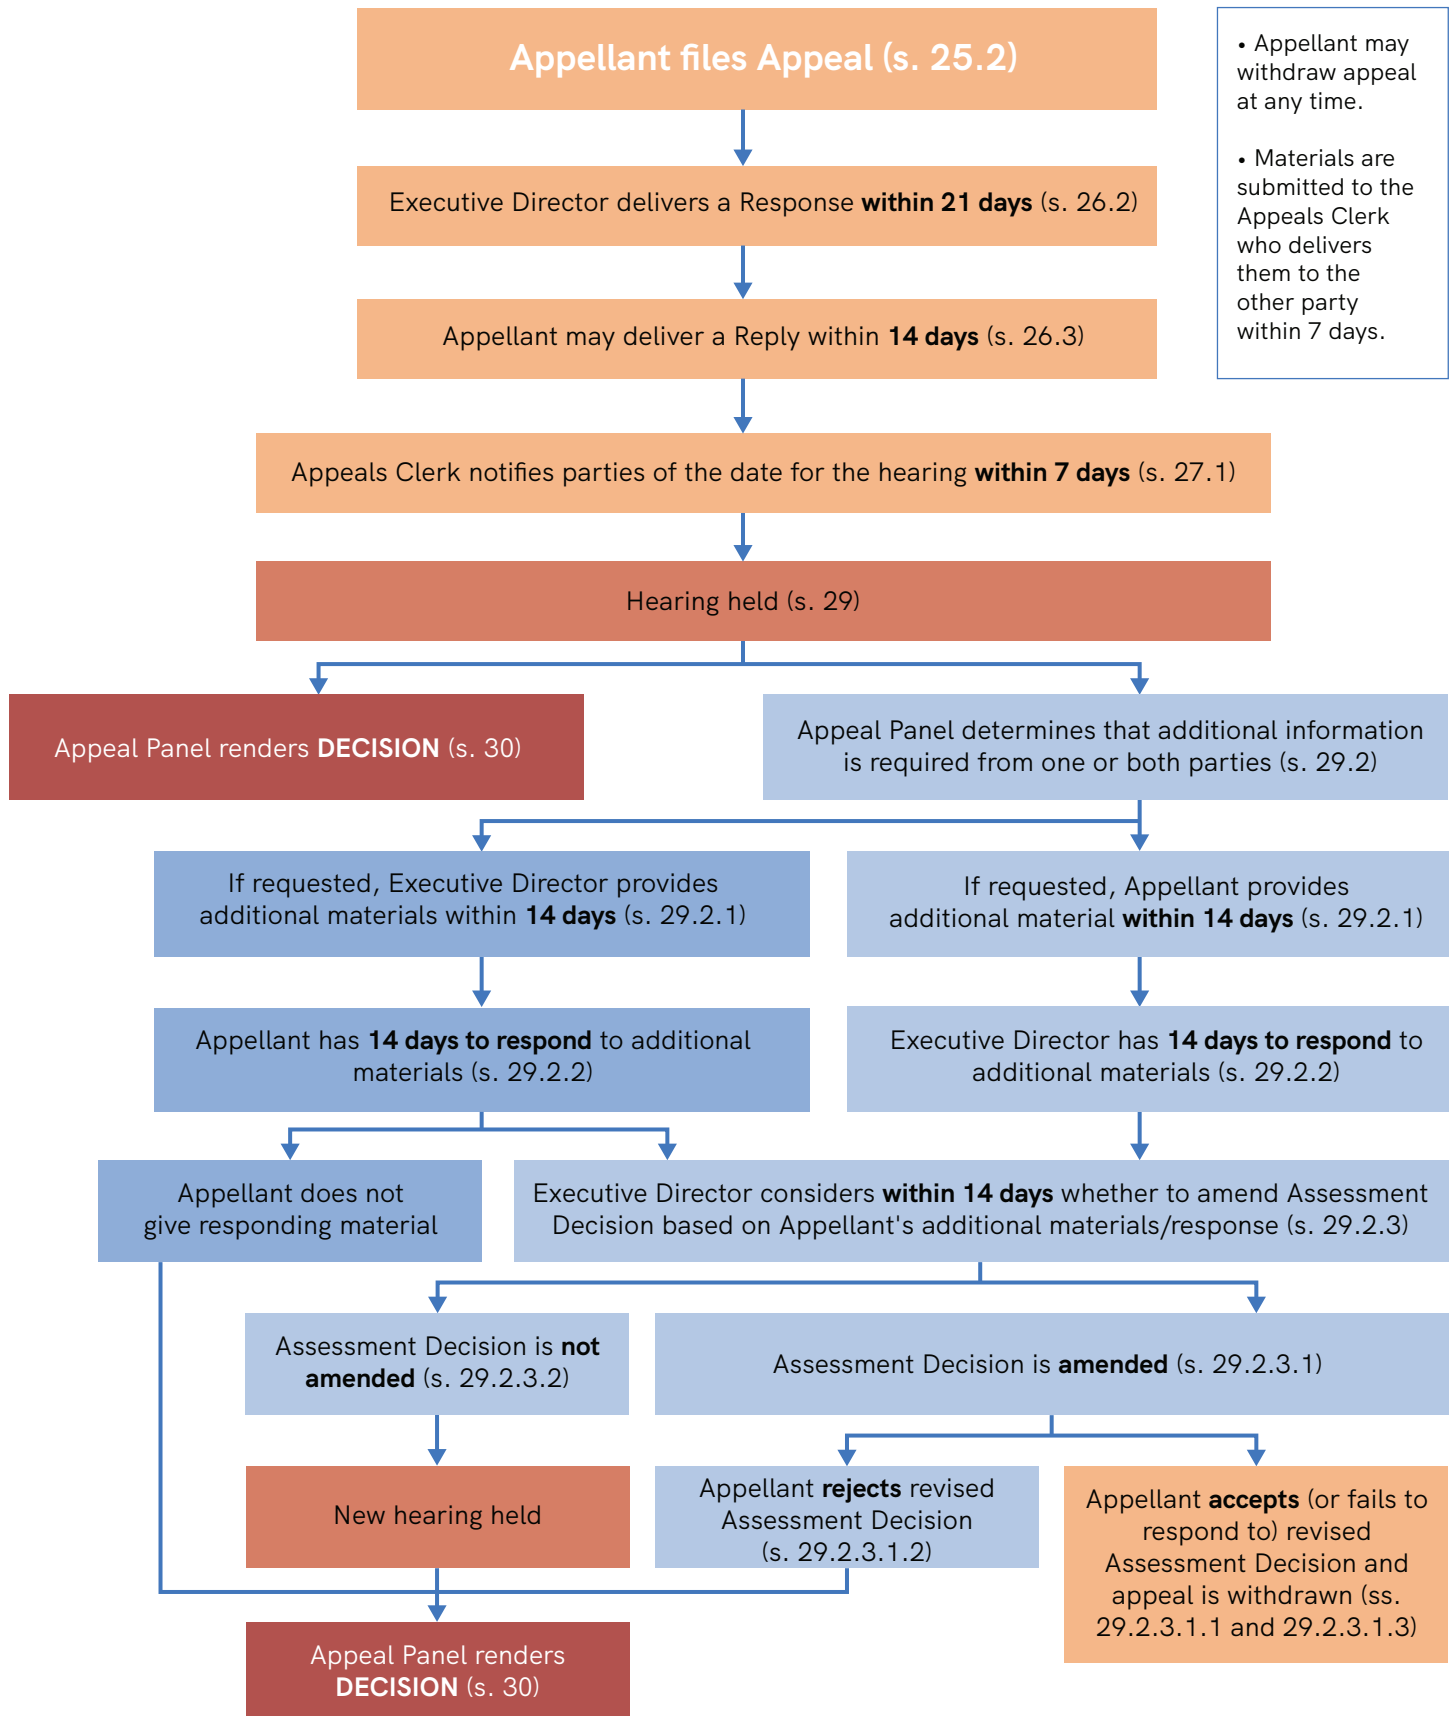 Appellant files Appeal (s. 25.2)
• Appellant may
withdraw appeal
at any time.
• Materials are
submitted to the
Appeals Clerk
who delivers
them to the
other party
within 7 days.
Executive Director delivers a Response within 21 days (s. 26.2)
Appellant may deliver a Reply within 14 days (s. 26.3)
Appeals Clerk notifies parties of the date for the hearing within 7 days (s. 27.1)
Hearing held (s. 29)
Appeal Panel renders DECISION (s. 30)
Appeal Panel determines that additional information
is required from one or both parties (s. 29.2)
If requested, Executive Director provides
additional materials within 14 days (s. 29.2.1)
If requested, Appellant provides
additional material within 14 days (s. 29.2.1)
Appellant has 14 days to respond to additional
materials (s. 29.2.2)
Executive Director has 14 days to respond to
additional materials (s. 29.2.2)
Appellant does not
give responding material
Executive Director considers within 14 days whether to amend Assessment
Decision based on Appellant's additional materials/response (s. 29.2.3)
Assessment Decision is not
amended (s. 29.2.3.2)
Assessment Decision is amended (s. 29.2.3.1)
New hearing held
Appellant rejects revised
Assessment Decision
(s. 29.2.3.1.2)
Appellant accepts (or fails to
respond to) revised
Assessment Decision and
appeal is withdrawn (ss.
29.2.3.1.1 and 29.2.3.1.3)
Appeal Panel renders
DECISION (s. 30)